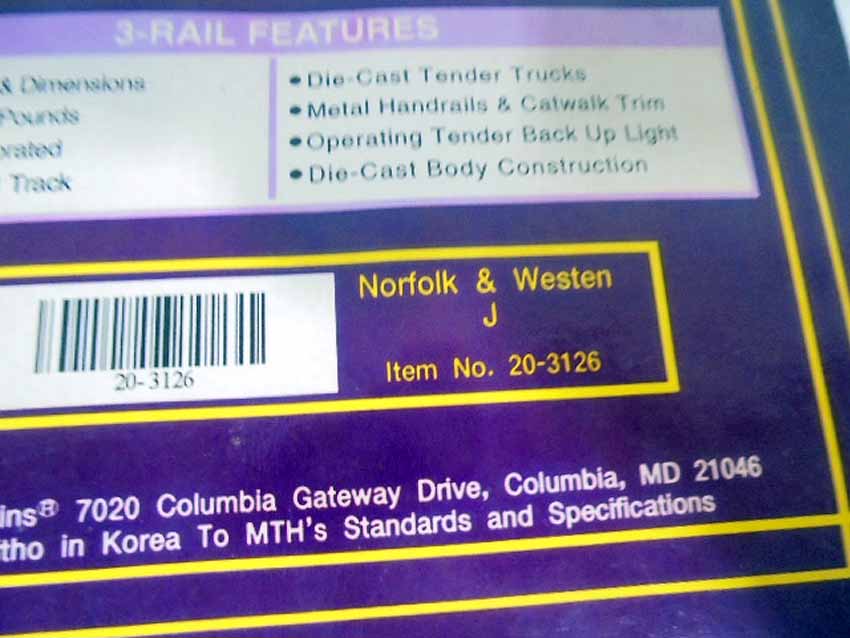 3-RAIL FEATURES
& Dimensions
Pounds
orated
Track
• Die-Cast Tender Trucks
• Metal Handrails & Catwalk Trim
• Operating Tender Back Up Light
• Die-Cast Body Construction
20-3126
Norfolk & Westen
J
Item No. 20-3126
ins® 7020 Columbia Gateway Drive, Columbia, MD 21046
tho in Korea To MTH's Standards and Specifications